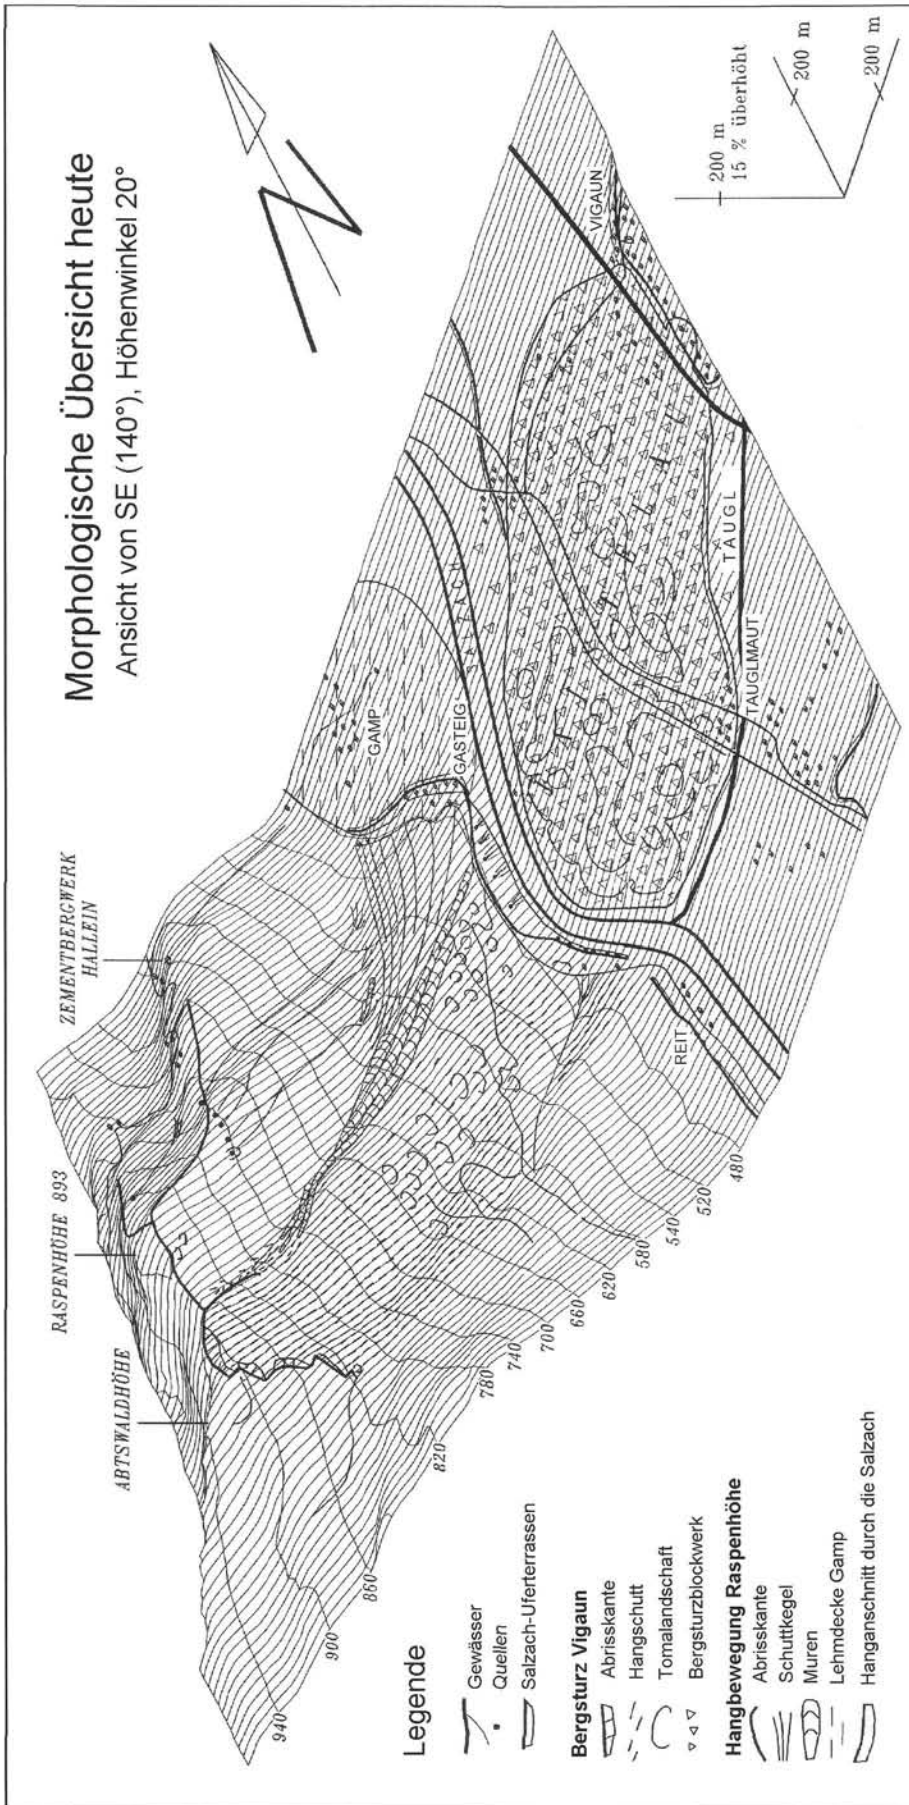 Morphologische Übersicht heute
Ansicht von SE (140°), Höhenwinkel 20°
N
ZEMENTBERGWERK
HALLEIN
RASPENHÖHE 893
ABTSWALDHÖHE
GAMP
GASTEIG
SALZACH
VIGAUN
TAUGL
TAUGLMAUT
REIT
940
900
860
820
780
740
700
660
620
580
540
520
480
200 m
15 % überhöht
200 m
200 m
Legende
Gewässer
Quellen
Salzach-Uferterrassen
Bergsturz Vigaun
Abrisskante
Hangschutt
Tomalandschaft
Bergsturzblockwerk
Hangbewegung Raspenhöhe
Abrisskante
Schuttkegel
Muren
Lehmdecke Gamp
Hanganschnitt durch die Salzach